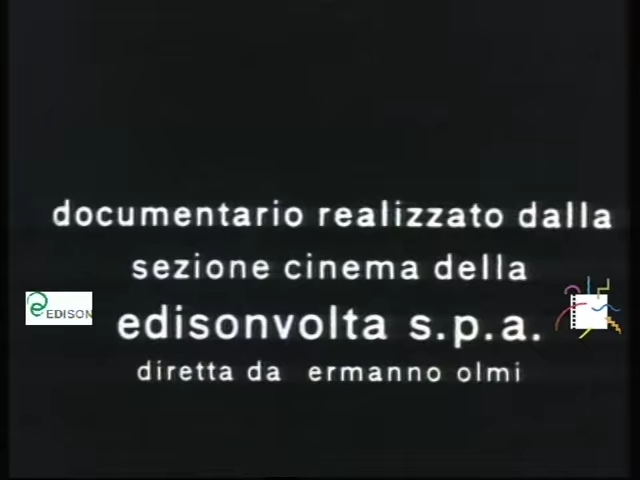 documentario realizzato dalla
sezione cinema della
EDISON
edisonvolta s.p.a.
diretta da ermanno olmi